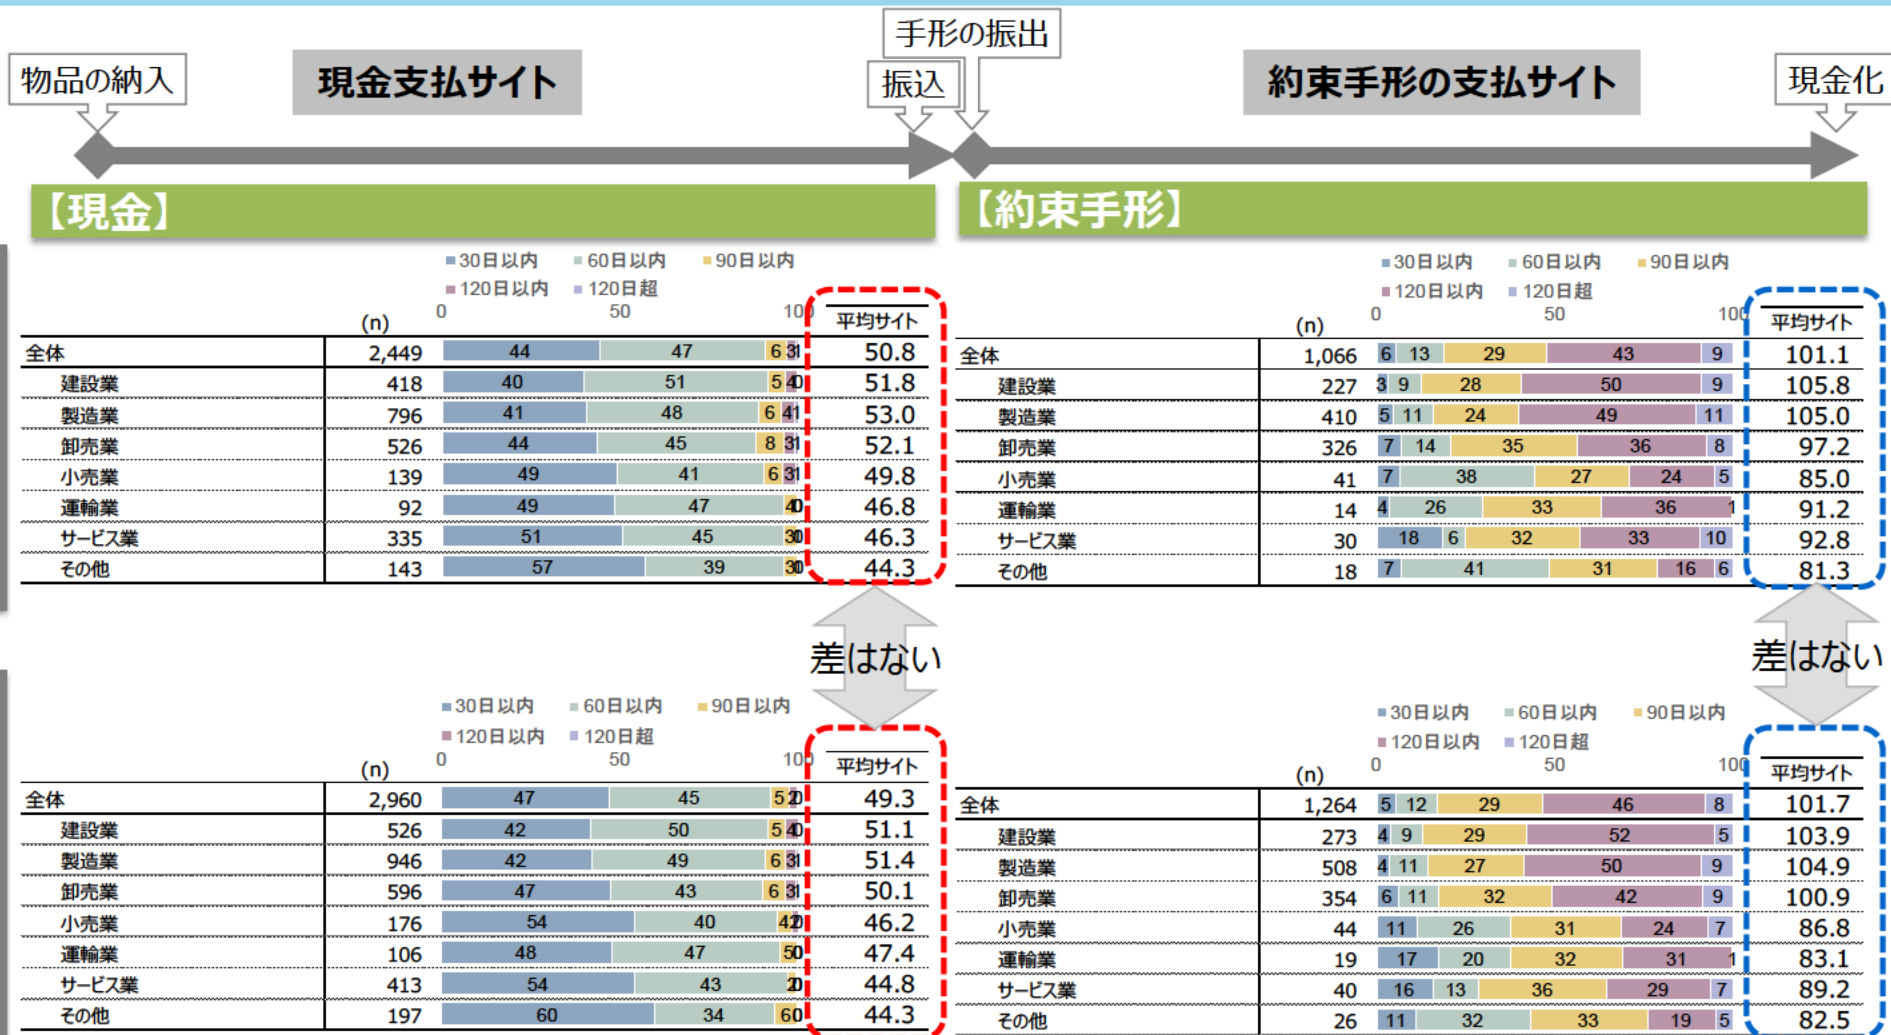 手形の振出
物品の納入 現金支払サイト 振込 約束手形の支払サイト 現金化
【現金】
30日以内 60日以内 90日以内
120日以内 120日超
0 50 100
(n) 平均サイト
全体 2,449 44 47 6 3 1 50.8
建設業 418 40 51 5 4 0 51.8
製造業 796 41 48 6 4 1 53.0
卸売業 526 44 45 8 3 1 52.1
小売業 139 49 41 6 3 1 49.8
運輸業 92 49 47 4 0 46.8
サービス業 335 51 45 3 0 46.3
その他 143 57 39 3 0 44.3
【約束手形】
30日以内 60日以内 90日以内
120日以内 120日超
0 50 100
(n) 平均サイト
全体 1,066 6 13 29 43 9 101.1
建設業 227 3 9 28 50 9 105.8
製造業 410 5 11 24 49 11 105.0
卸売業 326 7 14 35 36 8 97.2
小売業 41 7 38 27 24 5 85.0
運輸業 14 4 26 33 36 1 91.2
サービス業 30 18 6 32 33 10 92.8
その他 18 7 41 31 16 6 81.3
差はない 差はない
30日以内 60日以内 90日以内
120日以内 120日超
0 50 100
(n) 平均サイト
全体 2,960 47 45 5 2 0 49.3
建設業 526 42 50 5 4 0 51.1
製造業 946 42 49 6 3 1 51.4
卸売業 596 47 43 6 3 1 50.1
小売業 176 54 40 4 2 0 46.2
運輸業 106 48 47 5 0 47.4
サービス業 413 54 43 2 0 44.8
その他 197 60 34 6 0 44.3
30日以内 60日以内 90日以内
120日以内 120日超
0 50 100
(n) 平均サイト
全体 1,264 5 12 29 46 8 101.7
建設業 273 4 9 29 52 5 103.9
製造業 508 4 11 27 50 9 104.9
卸売業 354 6 11 32 42 9 100.9
小売業 44 11 26 31 24 7 86.8
運輸業 19 17 20 32 31 1 83.1
サービス業 40 16 13 36 29 7 89.2
その他 26 11 32 33 19 5 82.5